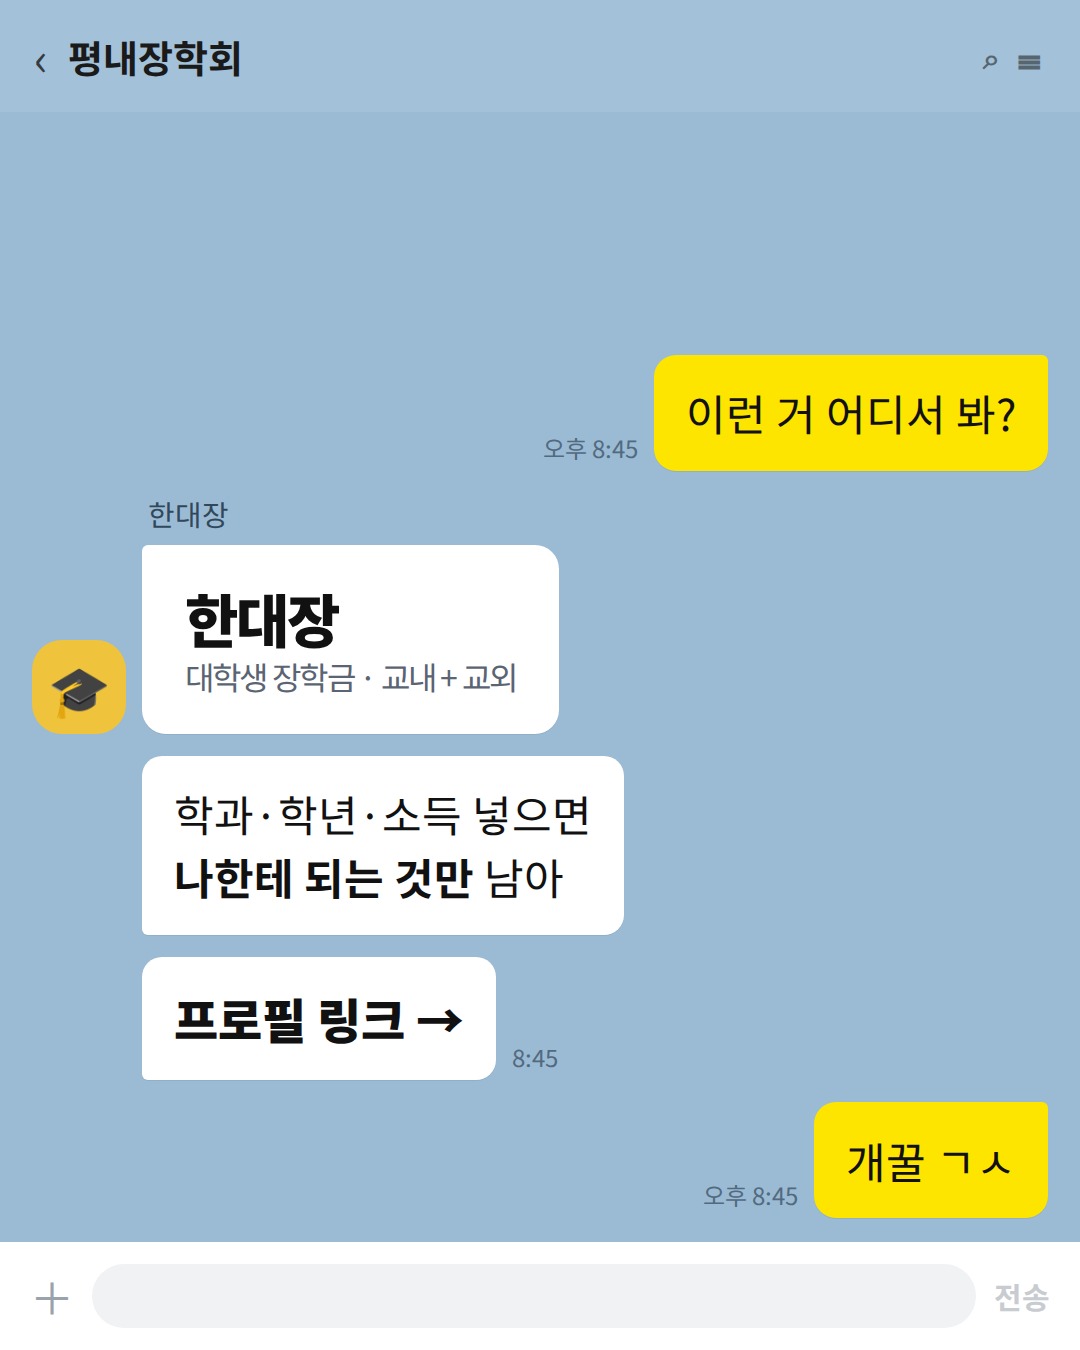 평내장학회
이런 거 어디서 봐?
오후 8:45
한대장
한대장
대학생 장학금 · 교내 + 교외
학과·학년·소득 넣으면
나한테 되는 것만 남아
프로필 링크 →
8:45
개꿀 ㄱㅅ
오후 8:45
전송